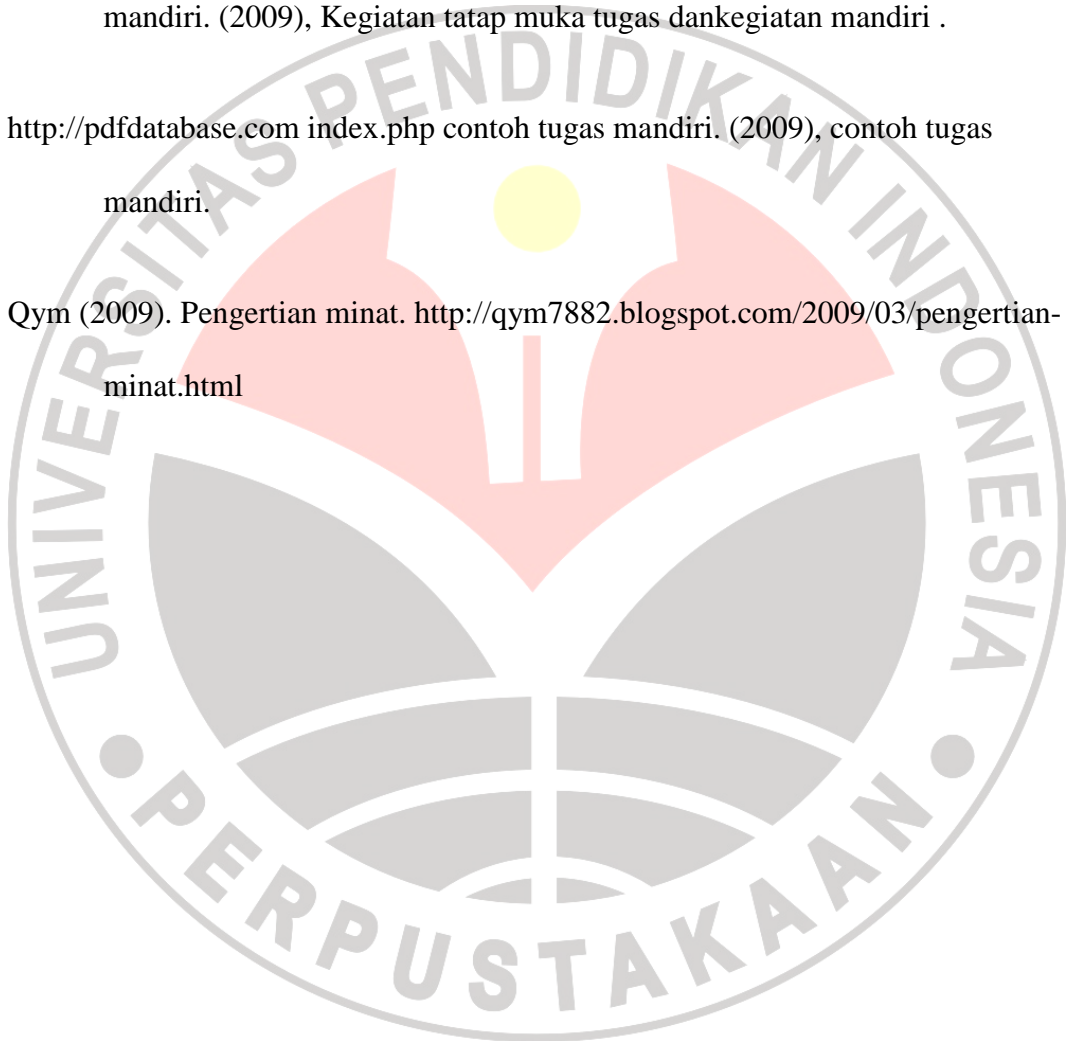 mandiri. (2009), Kegiatan tatap muka tugas dankegiatan mandiri .
http://pdfdatabase.com index.php contoh tugas mandiri. (2009), contoh tugas
mandiri.
Qym (2009). Pengertian minat. http://qym7882.blogspot.com/2009/03/pengertian-
minat.html
UNIVERSITAS PENDIDIKAN INDONESIA
PERPUSTAKAAN